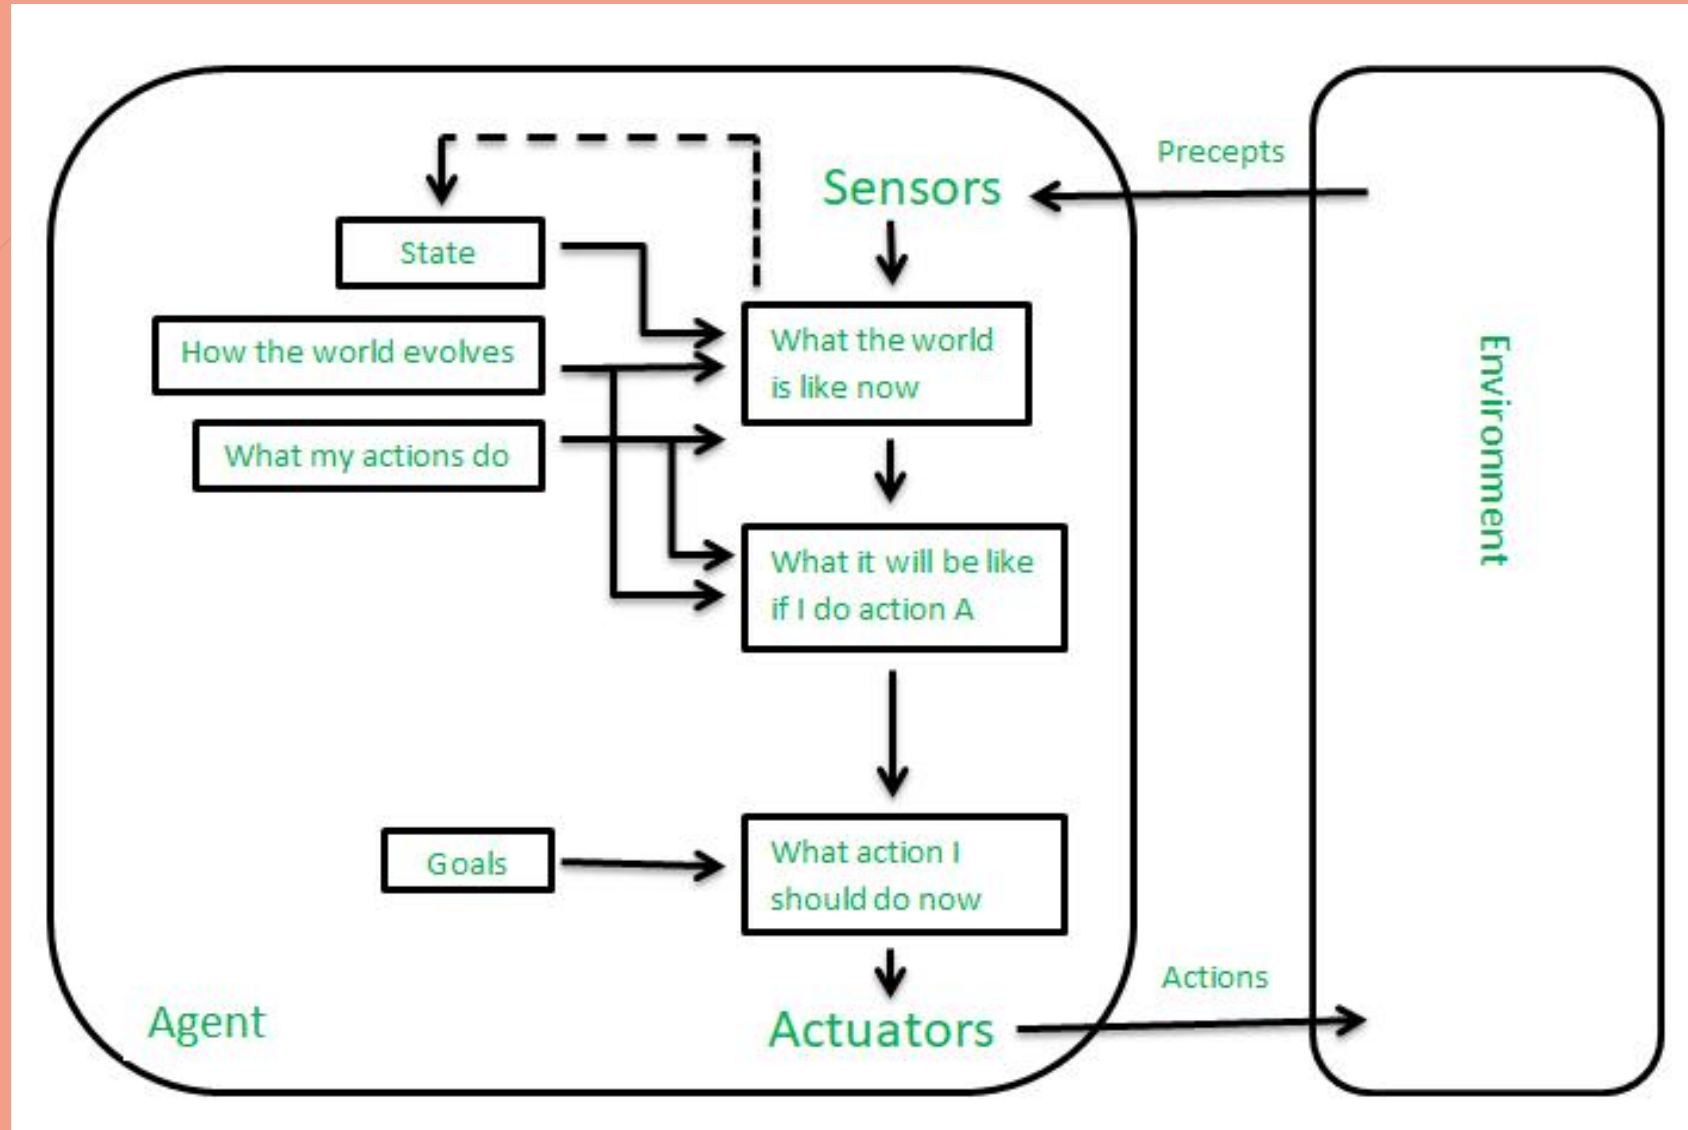 Precepts
Sensors
State
How the world evolves
What the world
is like now
What my actions do
Environment
What it will be like
if I do action A
Goals
What action I
should do now
Actions
Agent
Actuators